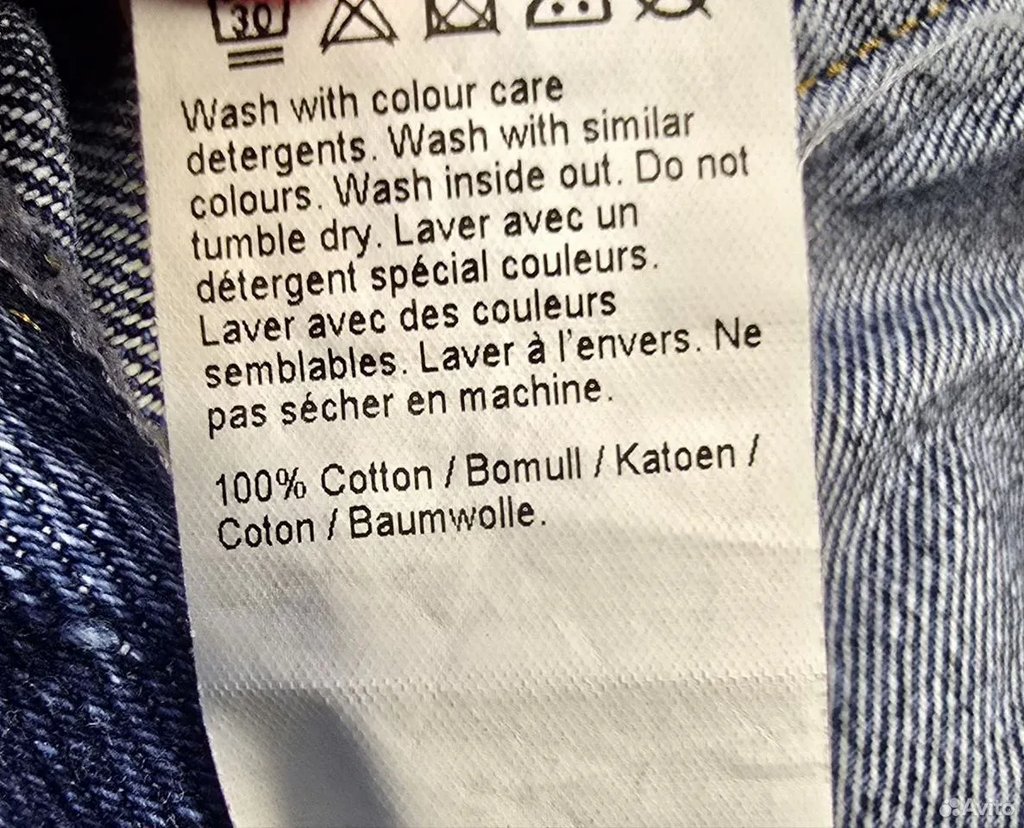 30
Wash with colour care
detergents. Wash with similar
colours. Wash inside out. Do not
tumble dry. Laver avec un
détergent spécial couleurs.
Laver avec des couleurs
semblables. Laver à l'envers. Ne
pas sécher en machine.
100% Cotton / Bomull / Katoen /
Coton / Baumwolle.
Avito